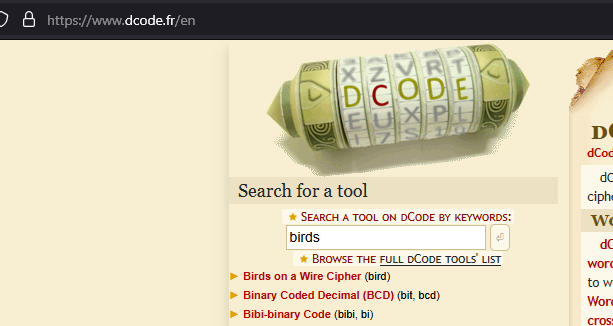 https://www.dcode.fr/en
X Z V R T
D C O D E
E U X P L
Search for a tool
★ Search a tool on dCode by keywords:
birds
★ Browse the full dCode tools' list
▶ Birds on a Wire Cipher (bird)
▶ Binary Coded Decimal (BCD) (bit, bcd)
▶ Bibi-binary Code (bibi, bi)
dCod
dC
ciphe
Wo
dC
word
to w
Word
cross